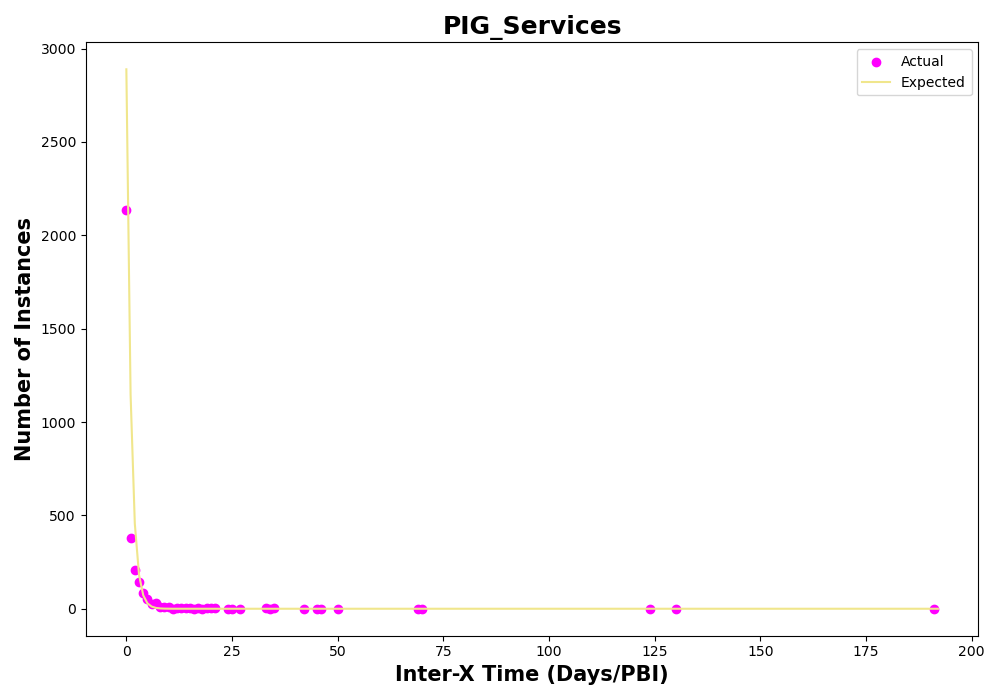 PIG_Services
Actual
Expected
Number of Instances
3000
2500
2000
1500
1000
500
0
0 25 50 75 100 125 150 175 200
Inter-X Time (Days/PBI)